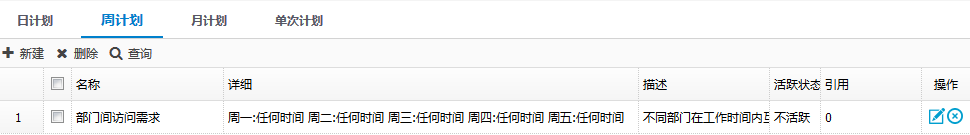 日计划 周计划 月计划 单次计划
新建 删除 查询
名称 详细 描述 活跃状态 引用 操作
1 部门间访问需求 周一:任何时间 周二:任何时间 周三:任何时间 周四:任何时间 周五:任何时间 不同部门在工作时间内 不活跃 0